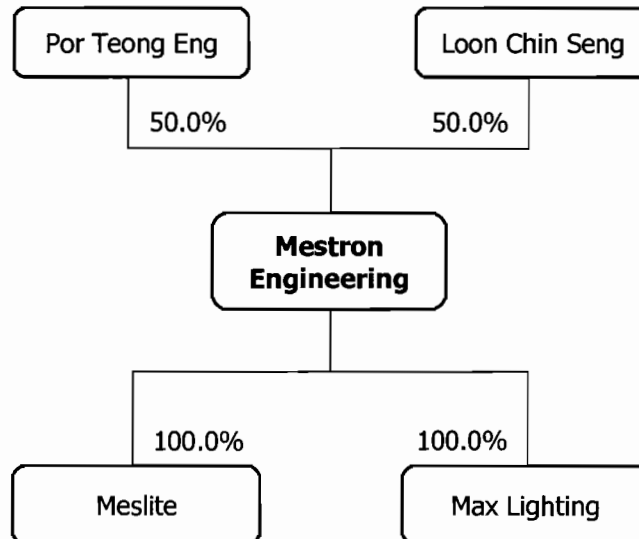 Por Teong Eng
Loon Chin Seng
50.0%
50.0%
Mestron
Engineering
100.0%
100.0%
Meslite
Max Lighting